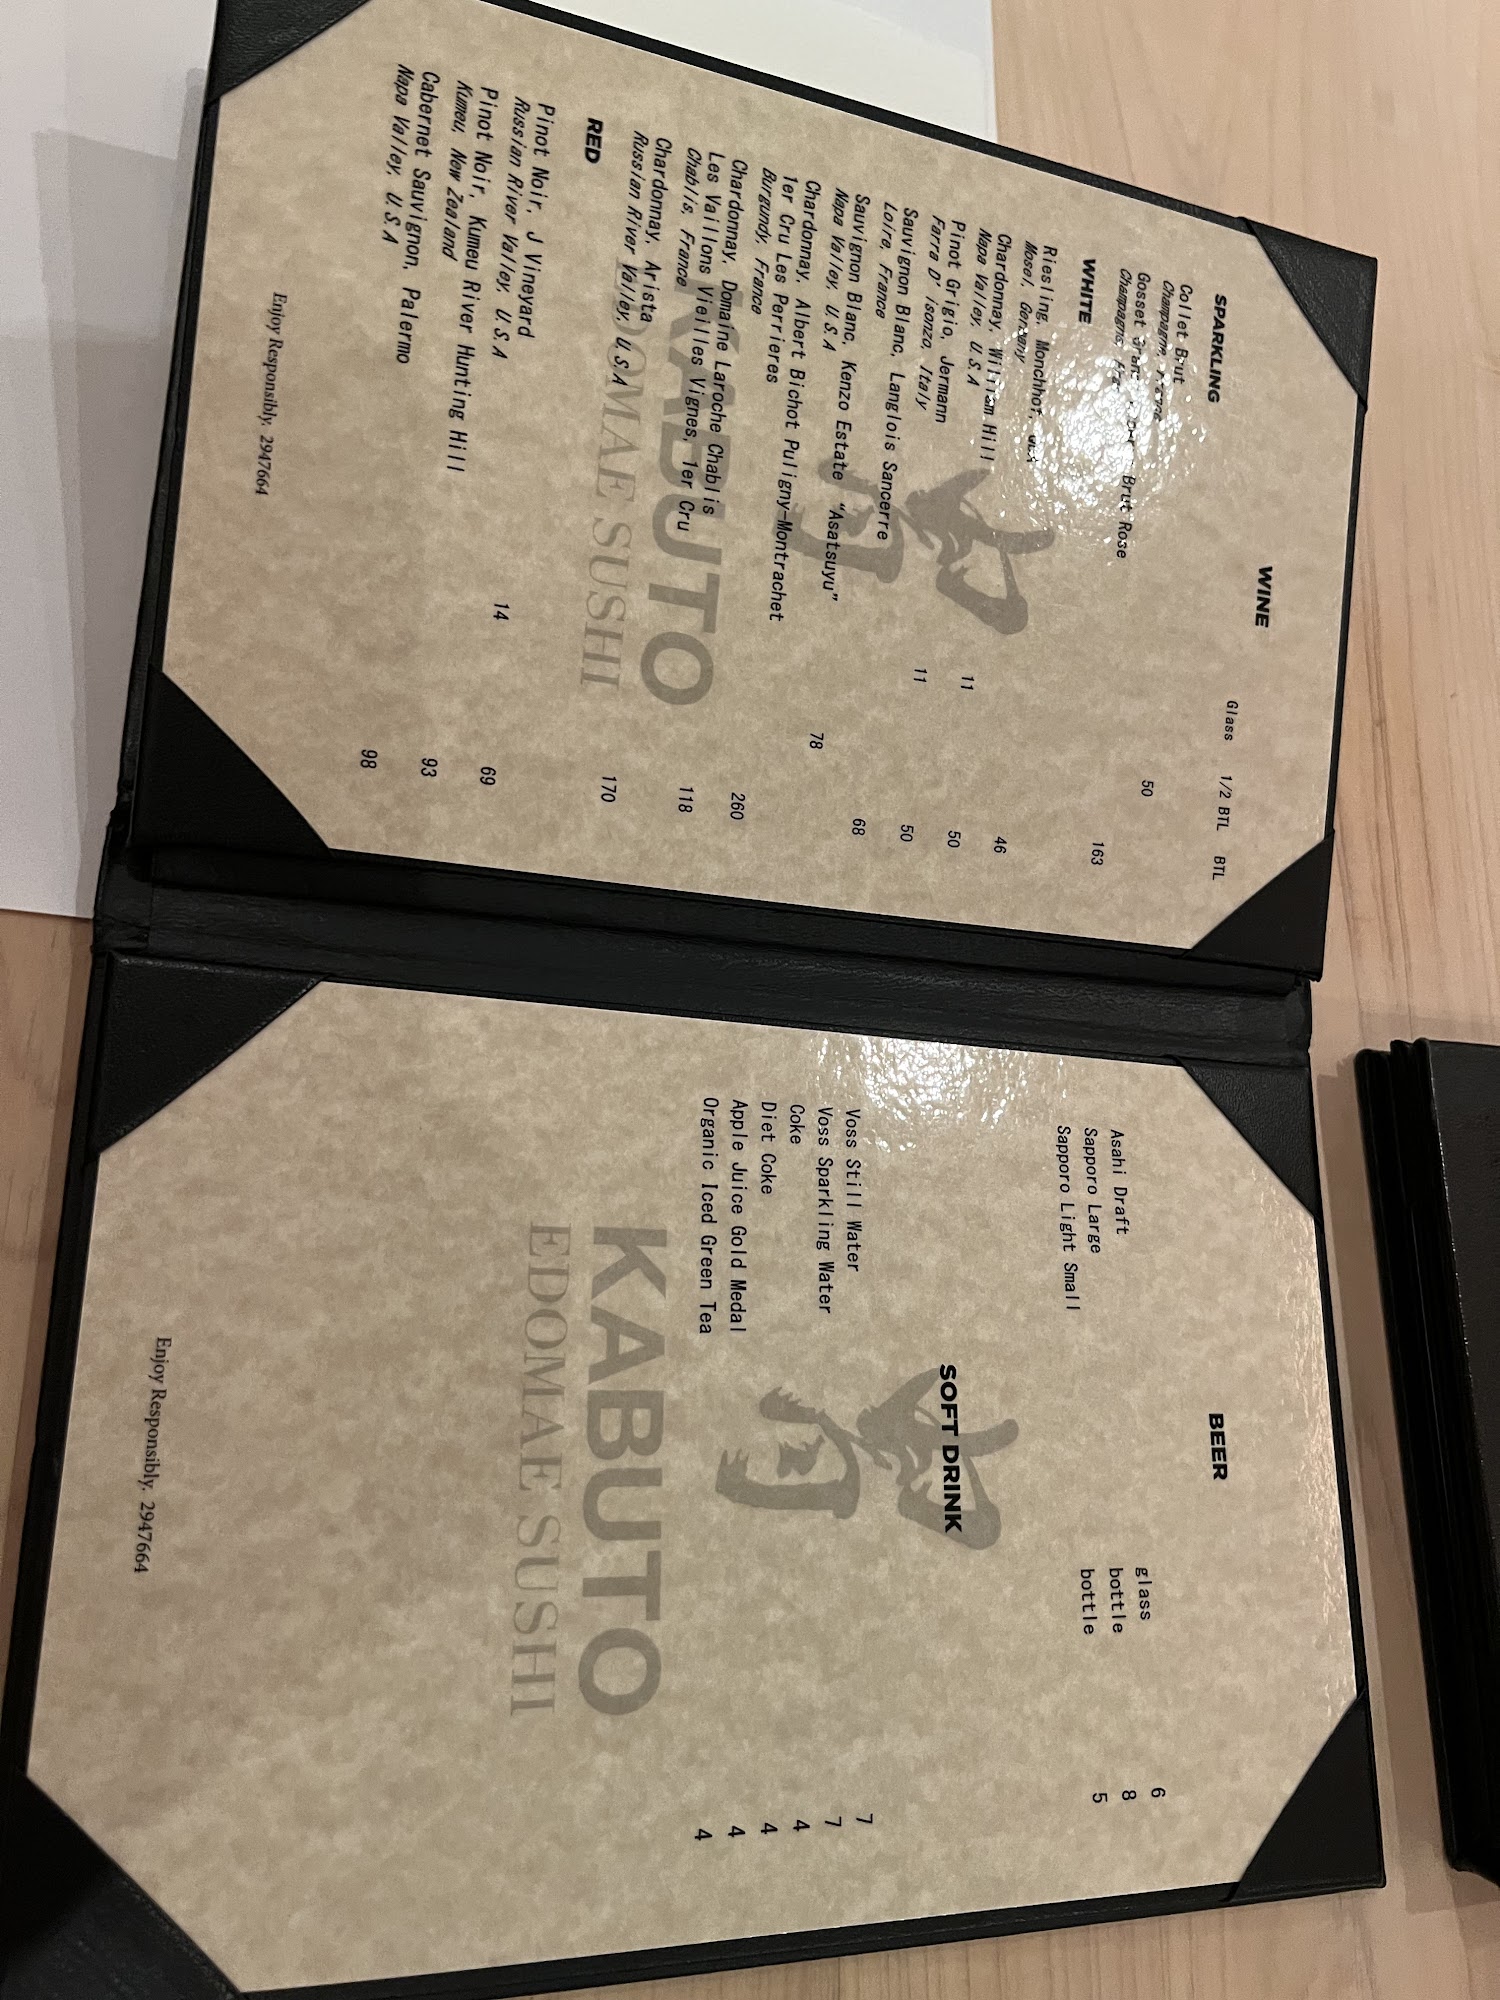 WINE
SPARKLING Glass 1/2 BTL BTL
Collet Brut 50
Champagne,
Gosset Brut Rose 163
Champagne,
WHITE
Riesling, Monchhof, 46
Mosel, Germany
Chardonnay, William Hill 11 50
Napa Valley, U.S.A
Pinot Grigio, Jermann 11 50
Farra D' isonzo, Italy
Sauvignon Blanc, Langlois Sancerre 68
Loire, France
Sauvignon Blanc, Kenzo Estate “Asatsuyu” 78
Napa Valley, U.S.A
Chardonnay, Albert Bichot Puligny-Montrachet 260
1er Cru Les Perrieres
Burgundy, France
Chardonnay, Domaine Laroche Chablis 118
Les Vaillons Vieilles Vignes, 1er Cru
Chablis, France
Chardonnay, Arista 170
Russian River Valley, U.S.A
RED
Pinot Noir, J Vineyard 14 69
Russian River Valley, U.S.A
Pinot Noir, Kumeu River Hunting Hill 93
Kumeu, New Zealand
Cabernet Sauvignon, Palermo 98
Napa Valley, U.S.A
KABUTO
EDOMAE SUSHI
Enjoy Responsibly. 2947664
BEER
Asahi Draft glass 6
Sapporo Large bottle 8
Sapporo Light Small bottle 5
SOFT DRINK
Voss Still Water 7
Voss Sparkling Water 7
Coke 4
Diet Coke 4
Apple Juice Gold Medal 4
Organic Iced Green Tea 4
KABUTO
EDOMAE SUSHI
Enjoy Responsibly. 2947664